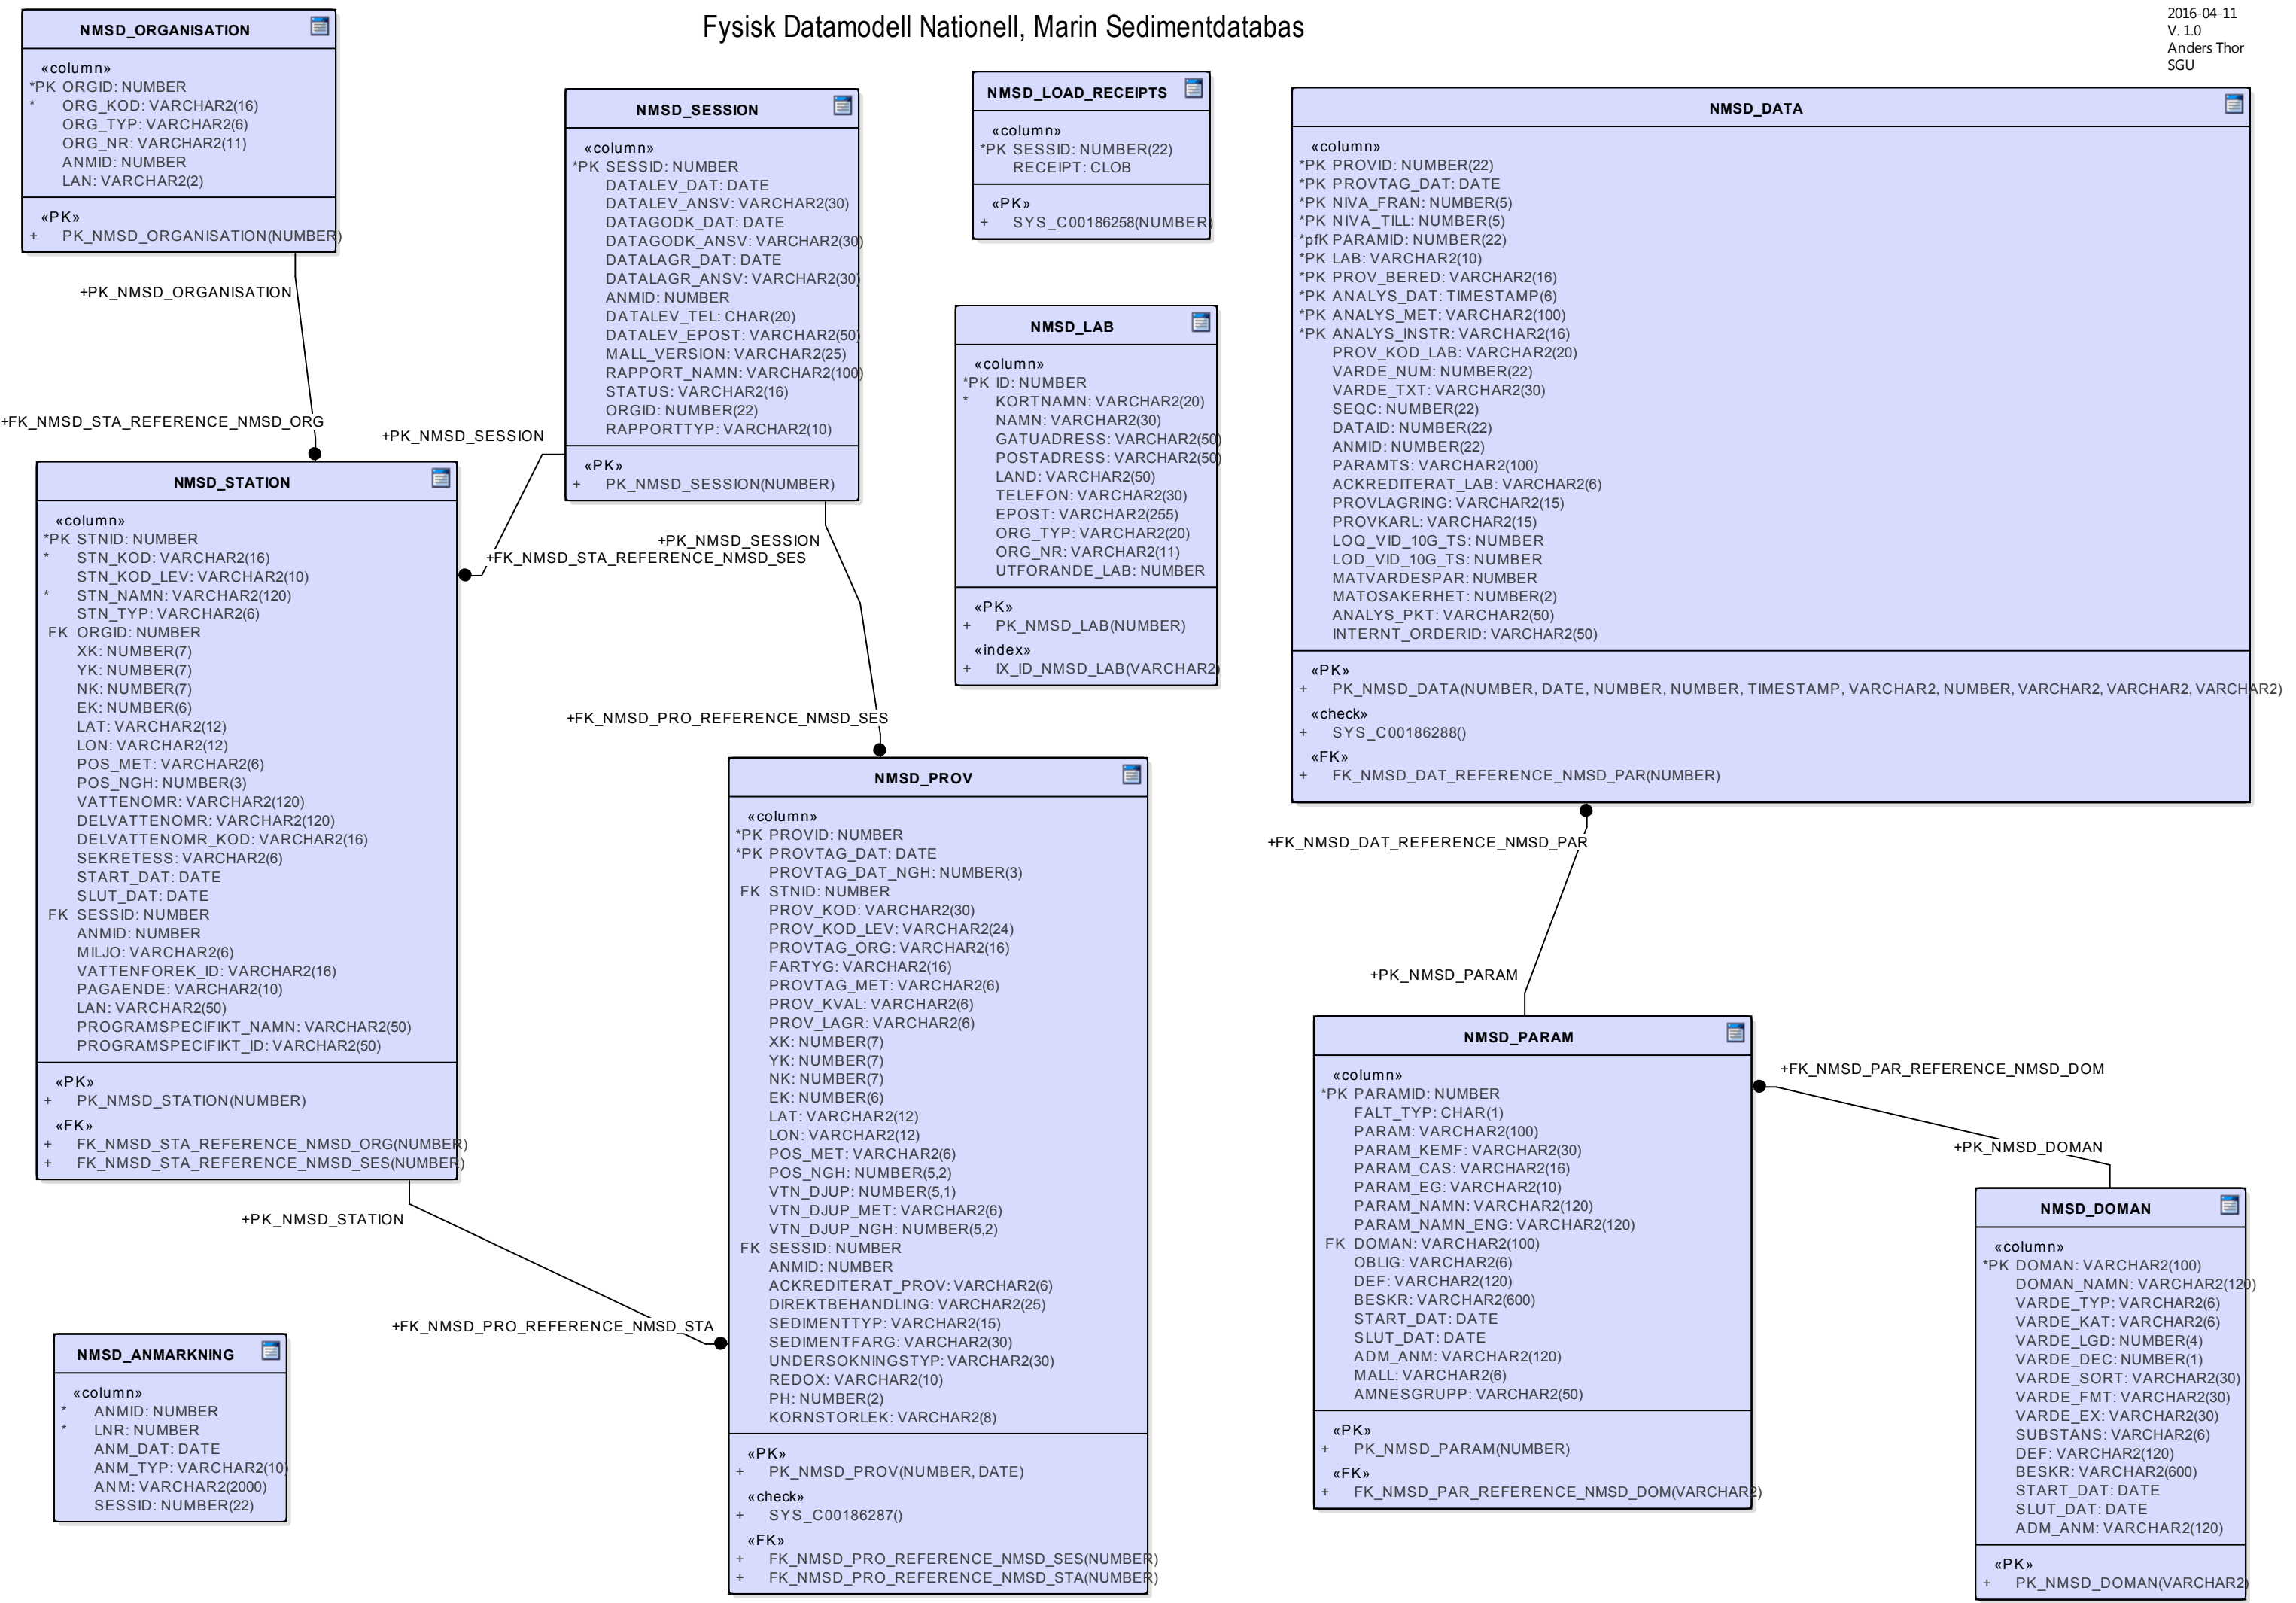 Fysisk Datamodell Nationell, Marin Sedimentdatabas
2016-04-11
V. 1.0
Anders Thor
SGU
NMSD_ORGANISATION
«column»
*PK ORGID: NUMBER
* ORG_KOD: VARCHAR2(16)
ORG_TYP: VARCHAR2(6)
ORG_NR: VARCHAR2(11)
ANMID: NUMBER
LAN: VARCHAR2(2)
«PK»
+ PK_NMSD_ORGANISATION(NUMBER)
+PK_NMSD_ORGANISATION
+FK_NMSD_STA_REFERENCE_NMSD_ORG
NMSD_SESSION
«column»
*PK SESSID: NUMBER
DATALEV_DAT: DATE
DATALEV_ANSV: VARCHAR2(30)
DATAGODK_DAT: DATE
DATAGODK_ANSV: VARCHAR2(30)
DATALAGR_DAT: DATE
DATALAGR_ANSV: VARCHAR2(30)
ANMID: NUMBER
DATALEV_TEL: CHAR(20)
DATALEV_EPOST: VARCHAR2(50)
MALL_VERSION: VARCHAR2(25)
RAPPORT_NAMN: VARCHAR2(100)
STATUS: VARCHAR2(16)
ORGID: NUMBER(22)
RAPPORTTYP: VARCHAR2(10)
«PK»
+ PK_NMSD_SESSION(NUMBER)
+PK_NMSD_SESSION
+FK_NMSD_STA_REFERENCE_NMSD_SES
+PK_NMSD_SESSION
+FK_NMSD_PRO_REFERENCE_NMSD_SES
NMSD_LOAD_RECEIPTS
«column»
*PK SESSID: NUMBER(22)
RECEIPT: CLOB
«PK»
+ SYS_C00186258(NUMBER)
NMSD_LAB
«column»
*PK ID: NUMBER
* KORTNAMN: VARCHAR2(20)
NAMN: VARCHAR2(30)
GATUADRESS: VARCHAR2(50)
POSTADRESS: VARCHAR2(50)
LAND: VARCHAR2(50)
TELEFON: VARCHAR2(30)
EPOST: VARCHAR2(255)
ORG_TYP: VARCHAR2(20)
ORG_NR: VARCHAR2(11)
UTFORANDE_LAB: NUMBER
«PK»
+ PK_NMSD_LAB(NUMBER)
«index»
+ IX_ID_NMSD_LAB(VARCHAR2)
NMSD_DATA
«column»
*PK PROVID: NUMBER(22)
*PK PROVTAG_DAT: DATE
*PK NIVA_FRAN: NUMBER(5)
*PK NIVA_TILL: NUMBER(5)
*pfK PARAMID: NUMBER(22)
*PK LAB: VARCHAR2(10)
*PK PROV_BERED: VARCHAR2(16)
*PK ANALYS_DAT: TIMESTAMP(6)
*PK ANALYS_MET: VARCHAR2(100)
*PK ANALYS_INSTR: VARCHAR2(16)
PROV_KOD_LAB: VARCHAR2(20)
VARDE_NUM: NUMBER(22)
VARDE_TXT: VARCHAR2(30)
SEQC: NUMBER(22)
DATAID: NUMBER(22)
ANMID: NUMBER(22)
PARAMTS: VARCHAR2(100)
ACKREDITERAT_LAB: VARCHAR2(6)
PROVLAGRING: VARCHAR2(15)
PROVKARL: VARCHAR2(15)
LOQ_VID_10G_TS: NUMBER
LOD_VID_10G_TS: NUMBER
MATVARDESPAR: NUMBER
MATOSAKERHET: NUMBER(2)
ANALYS_PKT: VARCHAR2(50)
INTERNT_ORDERID: VARCHAR2(50)
«PK»
+ PK_NMSD_DATA(NUMBER, DATE, NUMBER, NUMBER, TIMESTAMP, VARCHAR2, NUMBER, VARCHAR2, VARCHAR2, VARCHAR2)
«check»
+ SYS_C00186288()
«FK»
+ FK_NMSD_DAT_REFERENCE_NMSD_PAR(NUMBER)
+FK_NMSD_DAT_REFERENCE_NMSD_PAR
+PK_NMSD_PARAM
NMSD_STATION
«column»
*PK STNID: NUMBER
* STN_KOD: VARCHAR2(16)
STN_KOD_LEV: VARCHAR2(10)
* STN_NAMN: VARCHAR2(120)
STN_TYP: VARCHAR2(6)
FK ORGID: NUMBER
XK: NUMBER(7)
YK: NUMBER(7)
NK: NUMBER(7)
EK: NUMBER(6)
LAT: VARCHAR2(12)
LON: VARCHAR2(12)
POS_MET: VARCHAR2(6)
POS_NGH: NUMBER(3)
VATTENOMR: VARCHAR2(120)
DELVATTENOMR: VARCHAR2(120)
DELVATTENOMR_KOD: VARCHAR2(16)
SEKRETESS: VARCHAR2(6)
START_DAT: DATE
SLUT_DAT: DATE
FK SESSID: NUMBER
ANMID: NUMBER
MILJO: VARCHAR2(6)
VATTENFOREK_ID: VARCHAR2(16)
PAGAENDE: VARCHAR2(10)
LAN: VARCHAR2(50)
PROGRAMSPECIFIKT_NAMN: VARCHAR2(50)
PROGRAMSPECIFIKT_ID: VARCHAR2(50)
«PK»
+ PK_NMSD_STATION(NUMBER)
«FK»
+ FK_NMSD_STA_REFERENCE_NMSD_ORG(NUMBER)
+ FK_NMSD_STA_REFERENCE_NMSD_SES(NUMBER)
+PK_NMSD_STATION
+FK_NMSD_PRO_REFERENCE_NMSD_STA
NMSD_PROV
«column»
*PK PROVID: NUMBER
*PK PROVTAG_DAT: DATE
PROVTAG_DAT_NGH: NUMBER(3)
FK STNID: NUMBER
PROV_KOD: VARCHAR2(30)
PROV_KOD_LEV: VARCHAR2(24)
PROVTAG_ORG: VARCHAR2(16)
FARTYG: VARCHAR2(16)
PROVTAG_MET: VARCHAR2(6)
PROV_KVAL: VARCHAR2(6)
PROV_LAGR: VARCHAR2(6)
XK: NUMBER(7)
YK: NUMBER(7)
NK: NUMBER(7)
EK: NUMBER(6)
LAT: VARCHAR2(12)
LON: VARCHAR2(12)
POS_MET: VARCHAR2(6)
POS_NGH: NUMBER(5,2)
VTN_DJUP: NUMBER(5,1)
VTN_DJUP_MET: VARCHAR2(6)
VTN_DJUP_NGH: NUMBER(5,2)
FK SESSID: NUMBER
ANMID: NUMBER
ACKREDITERAT_PROV: VARCHAR2(6)
DIREKTBEHANDLING: VARCHAR2(25)
SEDIMENTTYP: VARCHAR2(15)
SEDIMENTFARG: VARCHAR2(30)
UNDERSOKNINGSTYP: VARCHAR2(30)
REDOX: VARCHAR2(10)
PH: NUMBER(2)
KORNSTORLEK: VARCHAR2(8)
«PK»
+ PK_NMSD_PROV(NUMBER, DATE)
«check»
+ SYS_C00186287()
«FK»
+ FK_NMSD_PRO_REFERENCE_NMSD_SES(NUMBER)
+ FK_NMSD_PRO_REFERENCE_NMSD_STA(NUMBER)
NMSD_ANMARKNING
«column»
* ANMID: NUMBER
* LNR: NUMBER
ANM_DAT: DATE
ANM_TYP: VARCHAR2(10)
ANM: VARCHAR2(2000)
SESSID: NUMBER(22)
NMSD_PARAM
«column»
*PK PARAMID: NUMBER
FALT_TYP: CHAR(1)
PARAM: VARCHAR2(100)
PARAM_KEMF: VARCHAR2(30)
PARAM_CAS: VARCHAR2(16)
PARAM_EG: VARCHAR2(10)
PARAM_NAMN: VARCHAR2(120)
PARAM_NAMN_ENG: VARCHAR2(120)
FK DOMAN: VARCHAR2(100)
OBLIG: VARCHAR2(6)
DEF: VARCHAR2(120)
BESKR: VARCHAR2(600)
START_DAT: DATE
SLUT_DAT: DATE
ADM_ANM: VARCHAR2(120)
MALL: VARCHAR2(6)
AMNESGRUPP: VARCHAR2(50)
«PK»
+ PK_NMSD_PARAM(NUMBER)
«FK»
+ FK_NMSD_PAR_REFERENCE_NMSD_DOM(VARCHAR2)
+FK_NMSD_PAR_REFERENCE_NMSD_DOM
+PK_NMSD_DOMAN
NMSD_DOMAN
«column»
*PK DOMAN: VARCHAR2(100)
DOMAN_NAMN: VARCHAR2(120)
VARDE_TYP: VARCHAR2(6)
VARDE_KAT: VARCHAR2(6)
VARDE_LGD: NUMBER(4)
VARDE_DEC: NUMBER(1)
VARDE_SORT: VARCHAR2(30)
VARDE_FMT: VARCHAR2(30)
VARDE_EX: VARCHAR2(30)
SUBSTANS: VARCHAR2(6)
DEF: VARCHAR2(120)
BESKR: VARCHAR2(600)
START_DAT: DATE
SLUT_DAT: DATE
ADM_ANM: VARCHAR2(120)
«PK»
+ PK_NMSD_DOMAN(VARCHAR2)